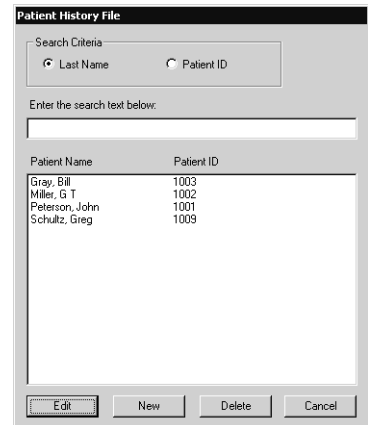 Patient History File
Search Criteria
Last Name Patient ID
Enter the search text below:
Patient Name Patient ID
Gray, Bill 1003
Miller, G T 1002
Peterson, John 1001
Schultz, Greg 1009
Edit New Delete Cancel